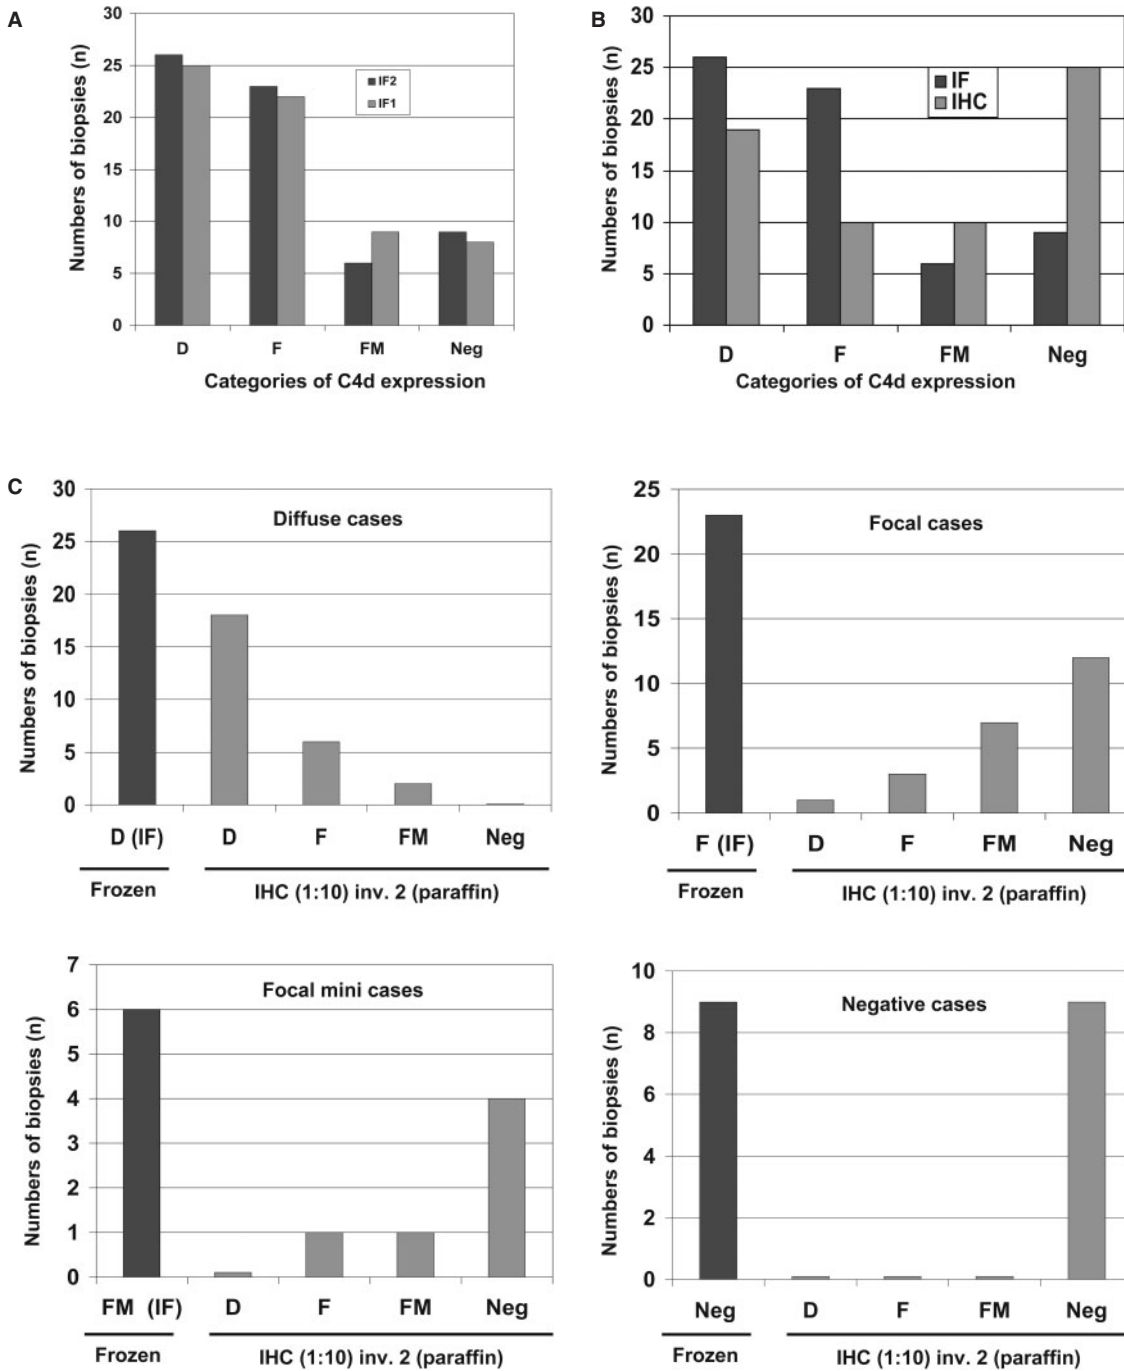 A
30
25
20
15
10
5
0
Numbers of biopsies (n)
IF2
IF1
D F FM Neg
Categories of C4d expression
B
30
25
20
15
10
5
0
Numbers of biopsies (n)
IF
IHC
D F FM Neg
Categories of C4d expression
C
30
25
20
15
10
5
0
Numbers of biopsies (n)
Diffuse cases
D (IF) D F FM Neg
Frozen IHC (1:10) inv. 2 (paraffin)
25
20
15
10
5
0
Numbers of biopsies (n)
Focal cases
F (IF) D F FM Neg
Frozen IHC (1:10) inv. 2 (paraffin)
7
6
5
4
3
2
1
0
Numbers of biopsies (n)
Focal mini cases
FM (IF) D F FM Neg
Frozen IHC (1:10) inv. 2 (paraffin)
10
8
6
4
2
0
Numbers of biopsies (n)
Negative cases
Neg D F FM Neg
Frozen IHC (1:10) inv. 2 (paraffin)